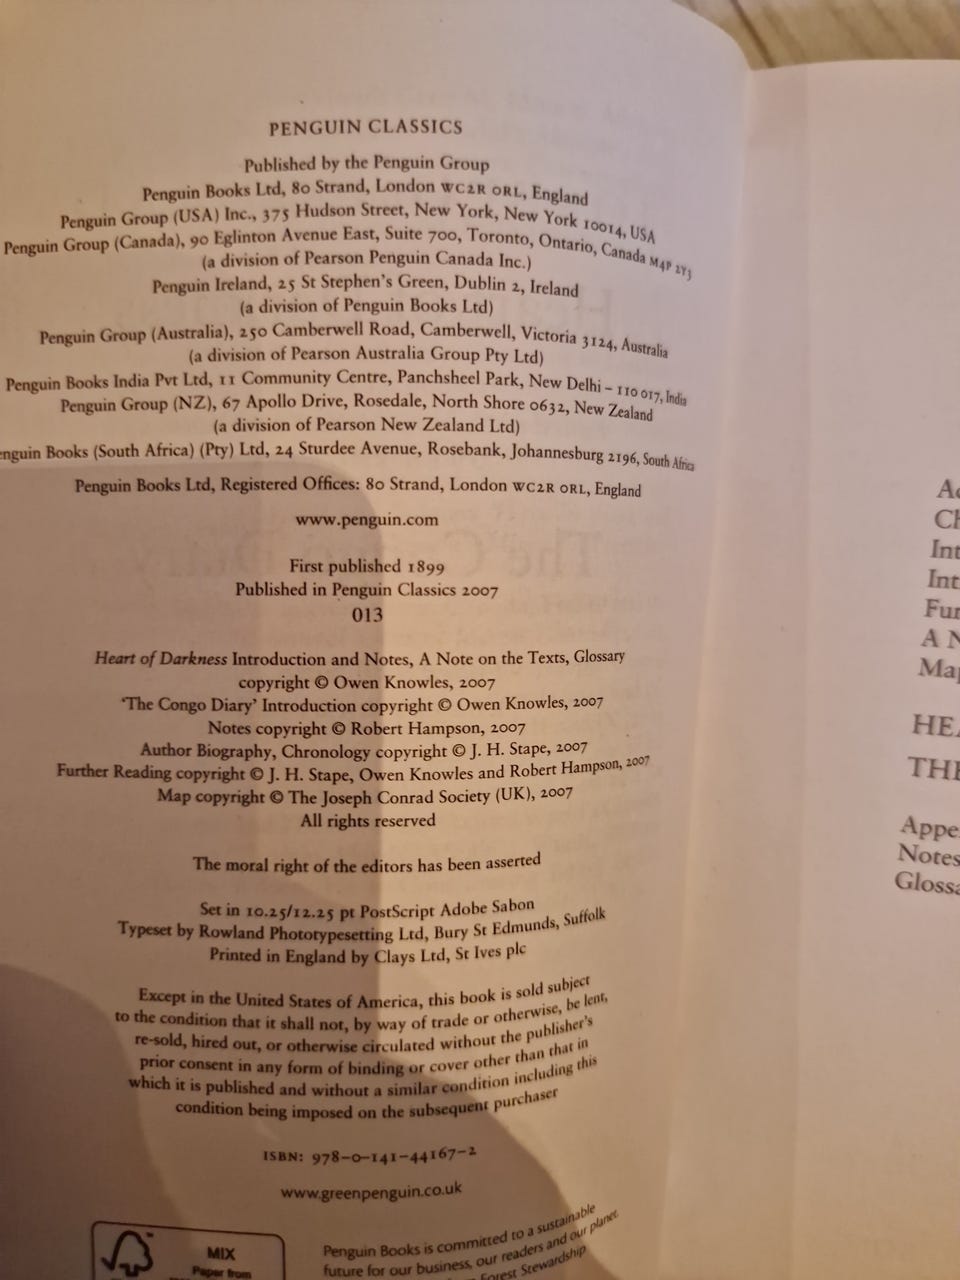 PENGUIN CLASSICS
Published by the Penguin Group
Penguin Books Ltd, 80 Strand, London WC2R ORL, England
Penguin Group (USA) Inc., 375 Hudson Street, New York, New York 10014, USA
Penguin Group (Canada), 90 Eglinton Avenue East, Suite 700, Toronto, Ontario, Canada M4P 2Y3
(a division of Pearson Penguin Canada Inc.)
Penguin Ireland, 25 St Stephen's Green, Dublin 2, Ireland
(a division of Penguin Books Ltd)
Penguin Group (Australia), 250 Camberwell Road, Camberwell, Victoria 3124, Australia
(a division of Pearson Australia Group Pty Ltd)
Penguin Books India Pvt Ltd, 11 Community Centre, Panchsheel Park, New Delhi – 110 017, India
Penguin Group (NZ), 67 Apollo Drive, Rosedale, North Shore 0632, New Zealand
(a division of Pearson New Zealand Ltd)
enguin Books (South Africa) (Pty) Ltd, 24 Sturdee Avenue, Rosebank, Johannesburg 2196, South Africa
Penguin Books Ltd, Registered Offices: 80 Strand, London WC2R ORL, England
www.penguin.com
First published 1899
Published in Penguin Classics 2007
013
Heart of Darkness Introduction and Notes, A Note on the Texts, Glossary
copyright © Owen Knowles, 2007
'The Congo Diary' Introduction copyright © Owen Knowles, 2007
Notes copyright © Robert Hampson, 2007
Author Biography, Chronology copyright © J. H. Stape, 2007
Further Reading copyright © J. H. Stape, Owen Knowles and Robert Hampson, 2007
Map copyright © The Joseph Conrad Society (UK), 2007
All rights reserved
The moral right of the editors has been asserted
Set in 10.25/12.25 pt PostScript Adobe Sabon
Typeset by Rowland Phototypesetting Ltd, Bury St Edmunds, Suffolk
Printed in England by Clays Ltd, St Ives plc
Except in the United States of America, this book is sold subject
to the condition that it shall not, by way of trade or otherwise, be lent,
re-sold, hired out, or otherwise circulated without the publisher's
prior consent in any form of binding or cover other than that in
which it is published and without a similar condition including this
condition being imposed on the subsequent purchaser
ISBN: 978-0-141-44167-2
www.greenpenguin.co.uk
MIX
Paper from
Penguin Books is committed to a sustainable
future for our business, our readers and our planet.
Forest Stewardship
Ch
Int
Int
Fur
A N
Map
HEA
THE
Appe
Notes
Gloss